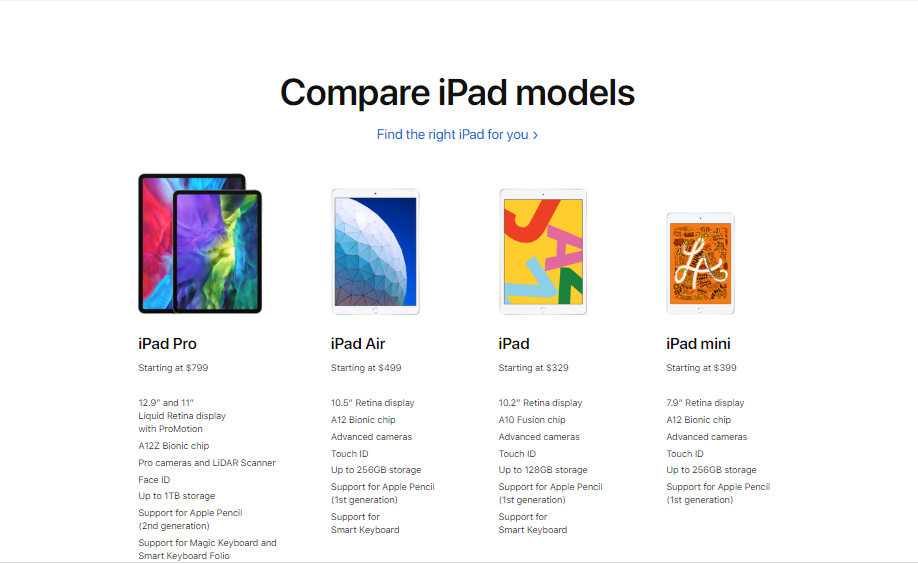 Compare iPad models
Find the right iPad for you >
iPad Pro
Starting at $799
12.9” and 11”
Liquid Retina display
with ProMotion
A12Z Bionic chip
Pro cameras and LiDAR Scanner
Face ID
Up to 1TB storage
Support for Apple Pencil
(2nd generation)
Support for Magic Keyboard and
Smart Keyboard Folio
iPad Air
Starting at $499
10.5” Retina display
A12 Bionic chip
Advanced cameras
Touch ID
Up to 256GB storage
Support for Apple Pencil
(1st generation)
Support for
Smart Keyboard
iPad
Starting at $329
10.2” Retina display
A10 Fusion chip
Advanced cameras
Touch ID
Up to 128GB storage
Support for Apple Pencil
(1st generation)
Support for
Smart Keyboard
iPad mini
Starting at $399
7.9” Retina display
A12 Bionic chip
Advanced cameras
Touch ID
Up to 256GB storage
Support for Apple Pencil
(1st generation)